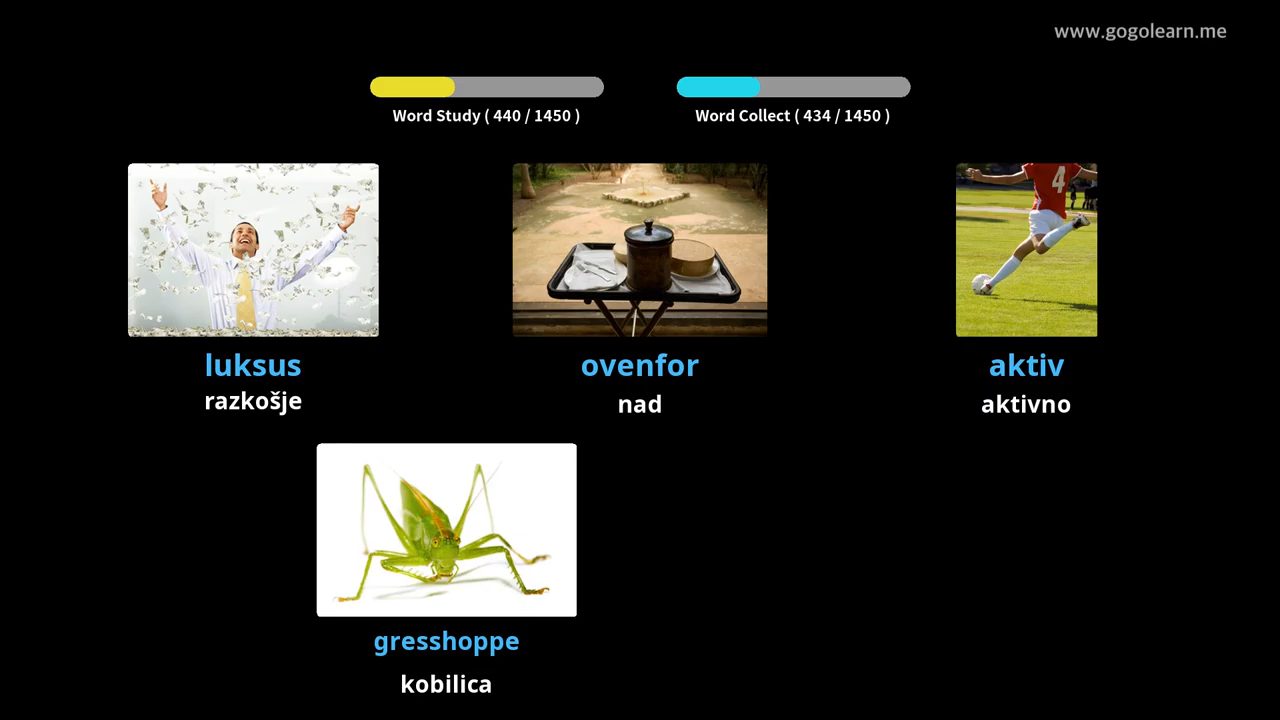 www.gogolearn.me
Word Study ( 440 / 1450 )
Word Collect ( 434 / 1450 )
4
luksus
razkošje
ovenfor
nad
aktiv
aktivno
gresshoppe
kobilica